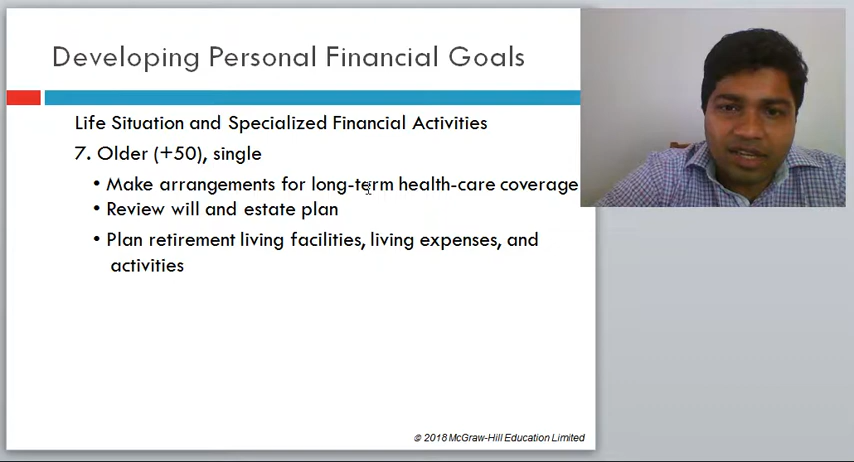 Developing Personal Financial Goals
Life Situation and Specialized Financial Activities
7. Older (+50), single
• Make arrangements for long-term health-care coverage
• Review will and estate plan
• Plan retirement living facilities, living expenses, and
activities
© 2018 McGraw-Hill Education Limited